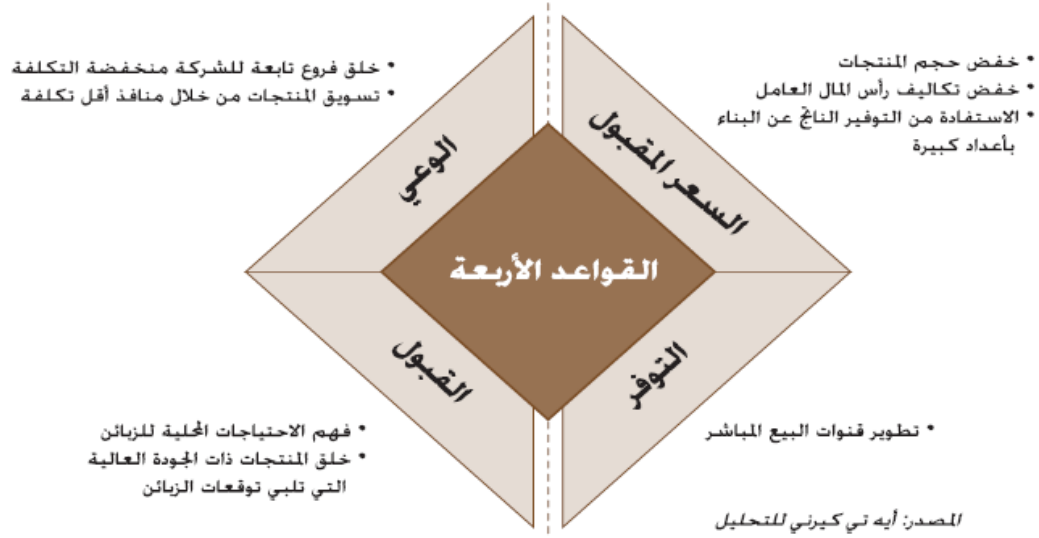 • خفض حجم المنتجات
• خفض تكاليف رأس المال العامل
• الاستفادة من التوفير الناتج عن البناء
بأعداد كبيرة
السعر المقبول
• خلق فروع تابعة للشركة منخفضة التكلفة
• تسويق المنتجات من خلال منافذ أقل تكلفة
الوعي
القواعد الأربعة
التوفر
• تطوير قنوات البيع المباشر
القبول
• فهم الاحتياجات المحلية للزبائن
• خلق المنتجات ذات الجودة العالية
التي تلبي توقعات الزبائن
المصدر: أيه تي كيرني للتحليل